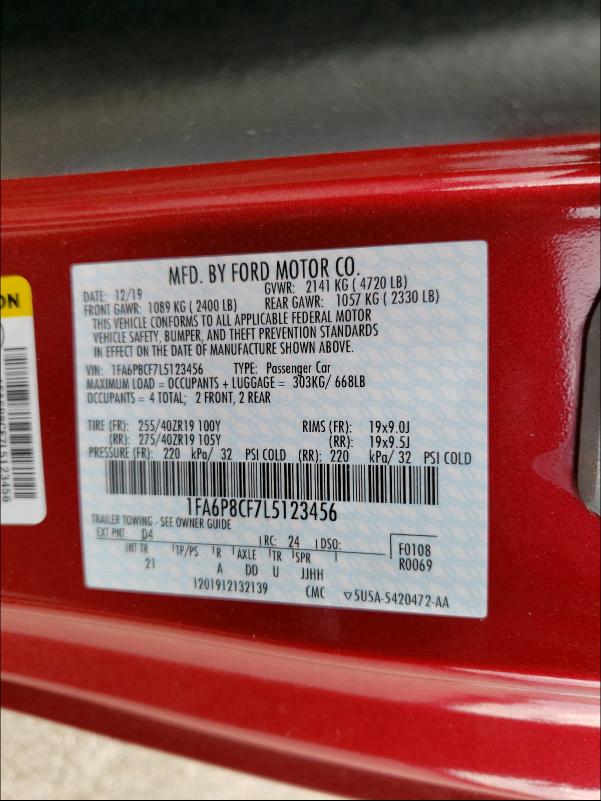 MFD. BY FORD MOTOR CO.
DATE: 12/19 GVWR: 2141 KG ( 4720 LB)
FRONT GAWR: 1089 KG ( 2400 LB) REAR GAWR: 1057 KG ( 2330 LB)
THIS VEHICLE CONFORMS TO ALL APPLICABLE FEDERAL MOTOR
VEHICLE SAFETY, BUMPER, AND THEFT PREVENTION STANDARDS
IN EFFECT ON THE DATE OF MANUFACTURE SHOWN ABOVE.
VIN: 1FA6P8CF7L5123456 TYPE: Passenger Car
MAXIMUM LOAD = OCCUPANTS + LUGGAGE = 303KG/ 668LB
OCCUPANTS = 4 TOTAL; 2 FRONT, 2 REAR
TIRE (FR): 255/40ZR19 100Y RIMS (FR): 19x9.0J
(RR): 275/40ZR19 105Y (RR): 19x9.5J
PRESSURE (FR): 220 kPa/ 32 PSI COLD (RR): 220 kPa/ 32 PSI COLD
1FA6P8CF7L5123456
TRAILER TOWING - SEE OWNER GUIDE
EXT PNT: D4 RC: 24 DSO:
INT TR TP/PS R AXLE TR SPR
21 A DD U JJHH
F0108
R0069
1201912132139 CMC ▽5U5A-5420472-AA
ON